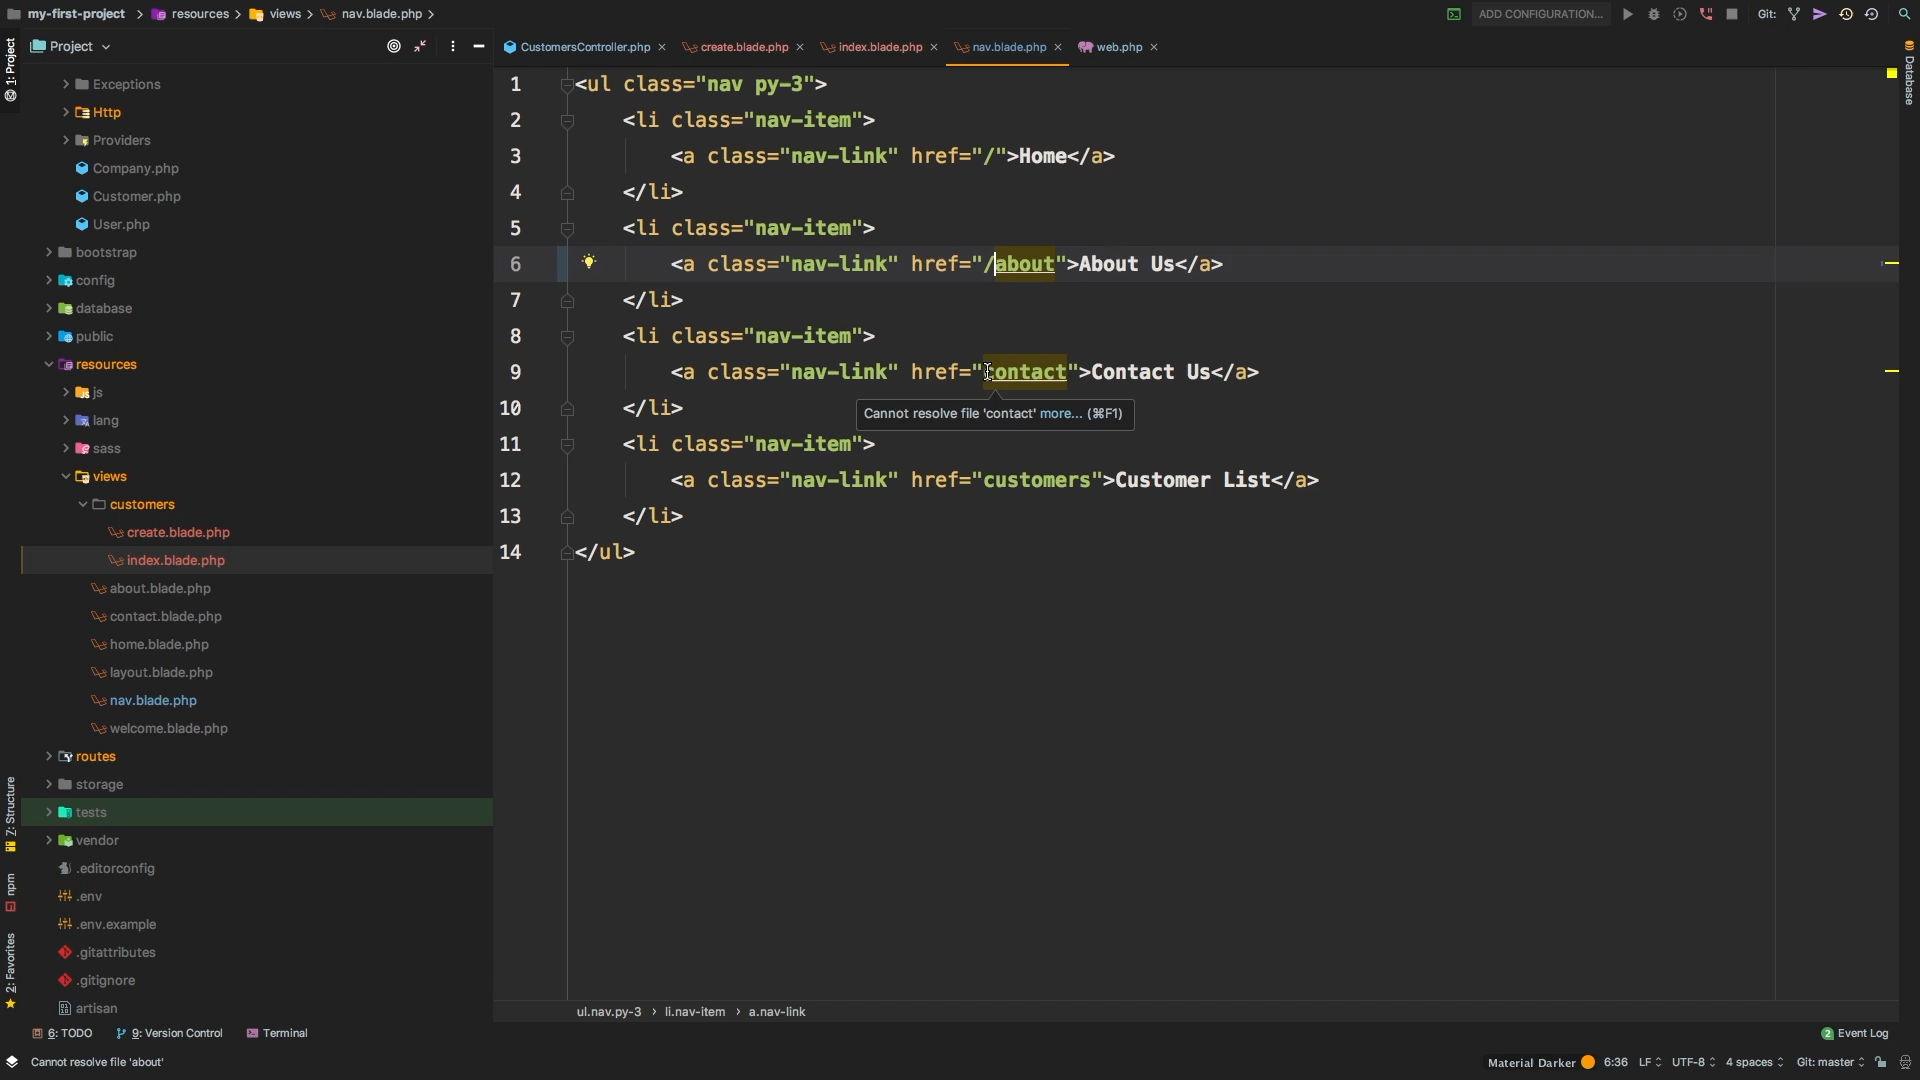 my-first-project > resources > views > nav.blade.php >
ADD CONFIGURATION...
Git:
1: Project
Project
CustomersController.php
create.blade.php
index.blade.php
nav.blade.php
web.php
Database
Exceptions
Http
Providers
Company.php
Customer.php
User.php
bootstrap
config
database
public
resources
js
lang
sass
views
customers
create.blade.php
index.blade.php
about.blade.php
contact.blade.php
home.blade.php
layout.blade.php
nav.blade.php
welcome.blade.php
routes
storage
tests
vendor
.editorconfig
.env
.env.example
.gitattributes
.gitignore
artisan
Z: Structure
npm
2: Favorites
1 <ul class="nav py-3">
2 <li class="nav-item">
3 <a class="nav-link" href="/">Home</a>
4 </li>
5 <li class="nav-item">
6 <a class="nav-link" href="/about">About Us</a>
7 </li>
8 <li class="nav-item">
9 <a class="nav-link" href="contact">Contact Us</a>
Cannot resolve file 'contact' more... (⌘F1)
10 </li>
11 <li class="nav-item">
12 <a class="nav-link" href="customers">Customer List</a>
13 </li>
14 </ul>
ul.nav.py-3 > li.nav-item > a.nav-link
6: TODO
9: Version Control
Terminal
2 Event Log
Cannot resolve file 'about'
Material Darker
6:36
LF
UTF-8
4 spaces
Git: master